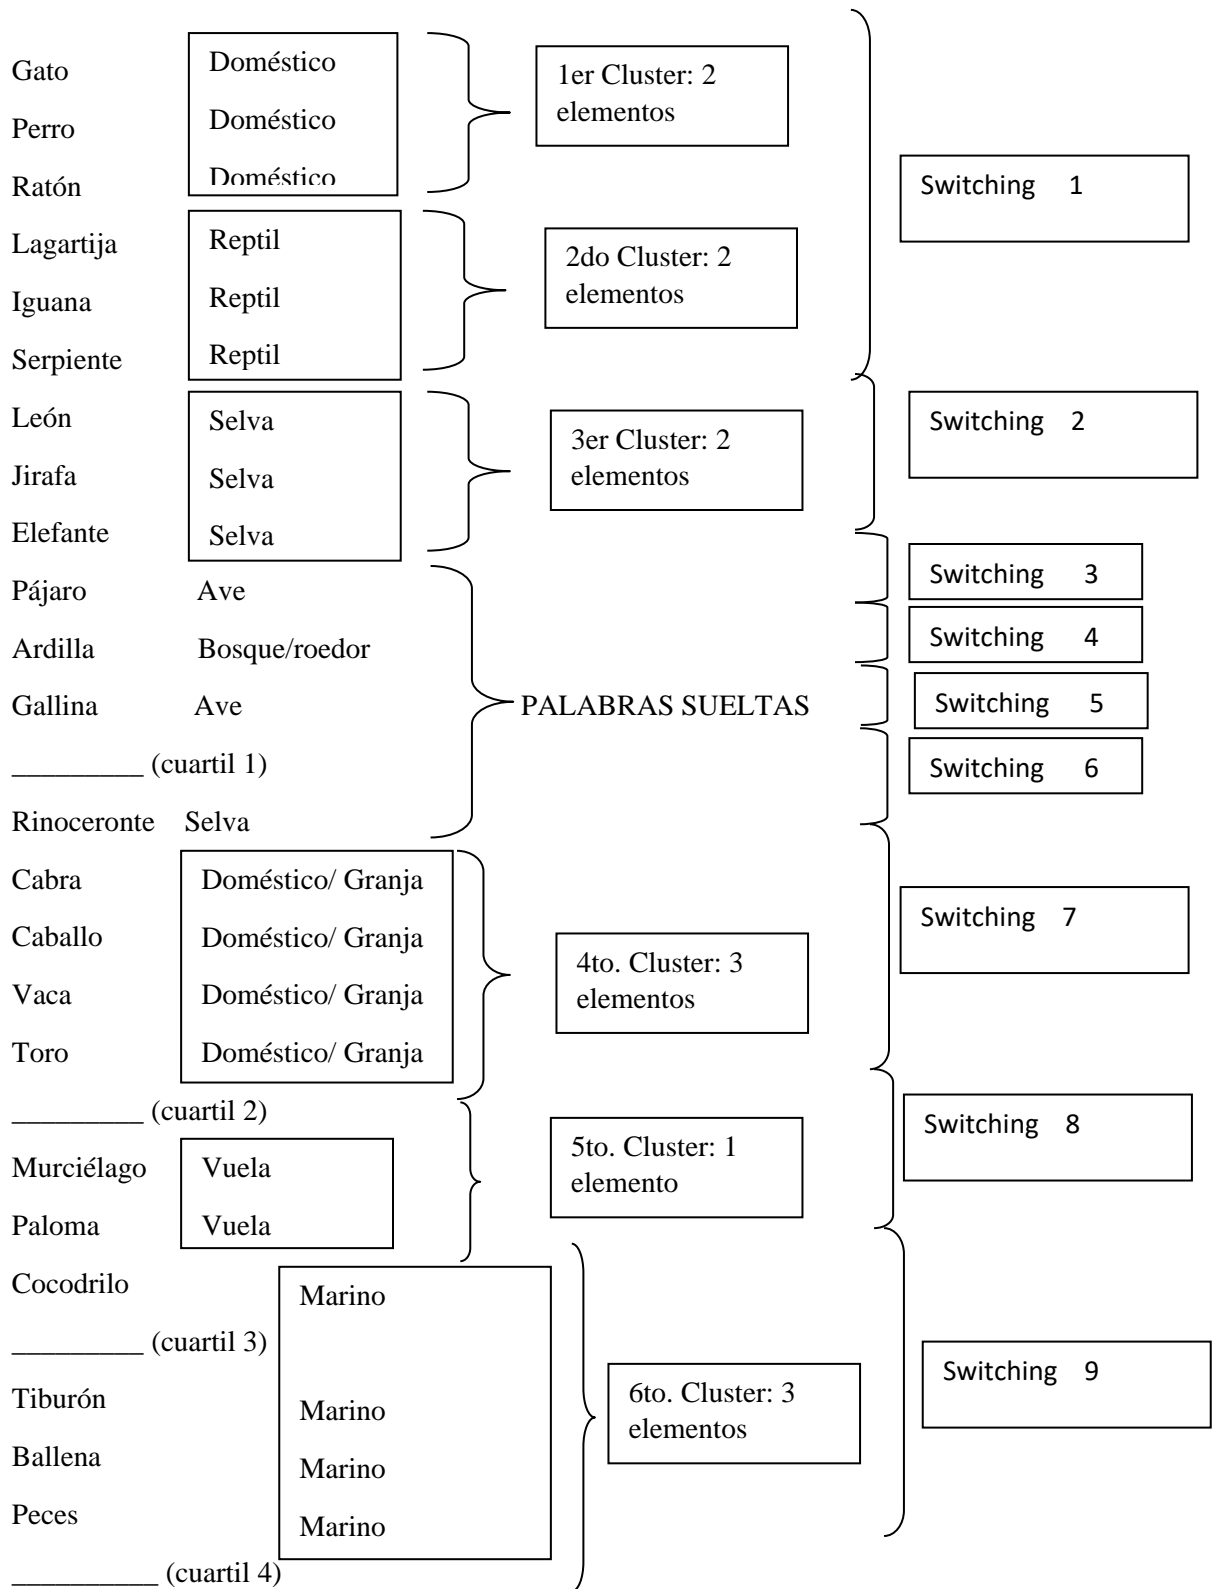 Gato Doméstico
1er Cluster: 2
elementos
Perro Doméstico
Ratón Doméstico
Switching 1
Lagartija Reptil
2do Cluster: 2
elementos
Iguana Reptil
Serpiente Reptil
León Selva
3er Cluster: 2
elementos
Switching 2
Jirafa Selva
Elefante Selva
Switching 3
Pájaro Ave
Ardilla Bosque/roedor
Switching 4
Gallina Ave
PALABRAS SUELTAS
Switching 5
_________ (cuartil 1)
Switching 6
Rinoceronte Selva
Cabra Doméstico/ Granja
Caballo Doméstico/ Granja
Switching 7
Vaca Doméstico/ Granja
4to. Cluster: 3
elementos
Toro Doméstico/ Granja
_________ (cuartil 2)
Switching 8
Murciélago Vuela
5to. Cluster: 1
elemento
Paloma Vuela
Cocodrilo Marino
_________ (cuartil 3)
Switching 9
Tiburón Marino
6to. Cluster: 3
elementos
Ballena Marino
Peces Marino
__________ (cuartil 4)